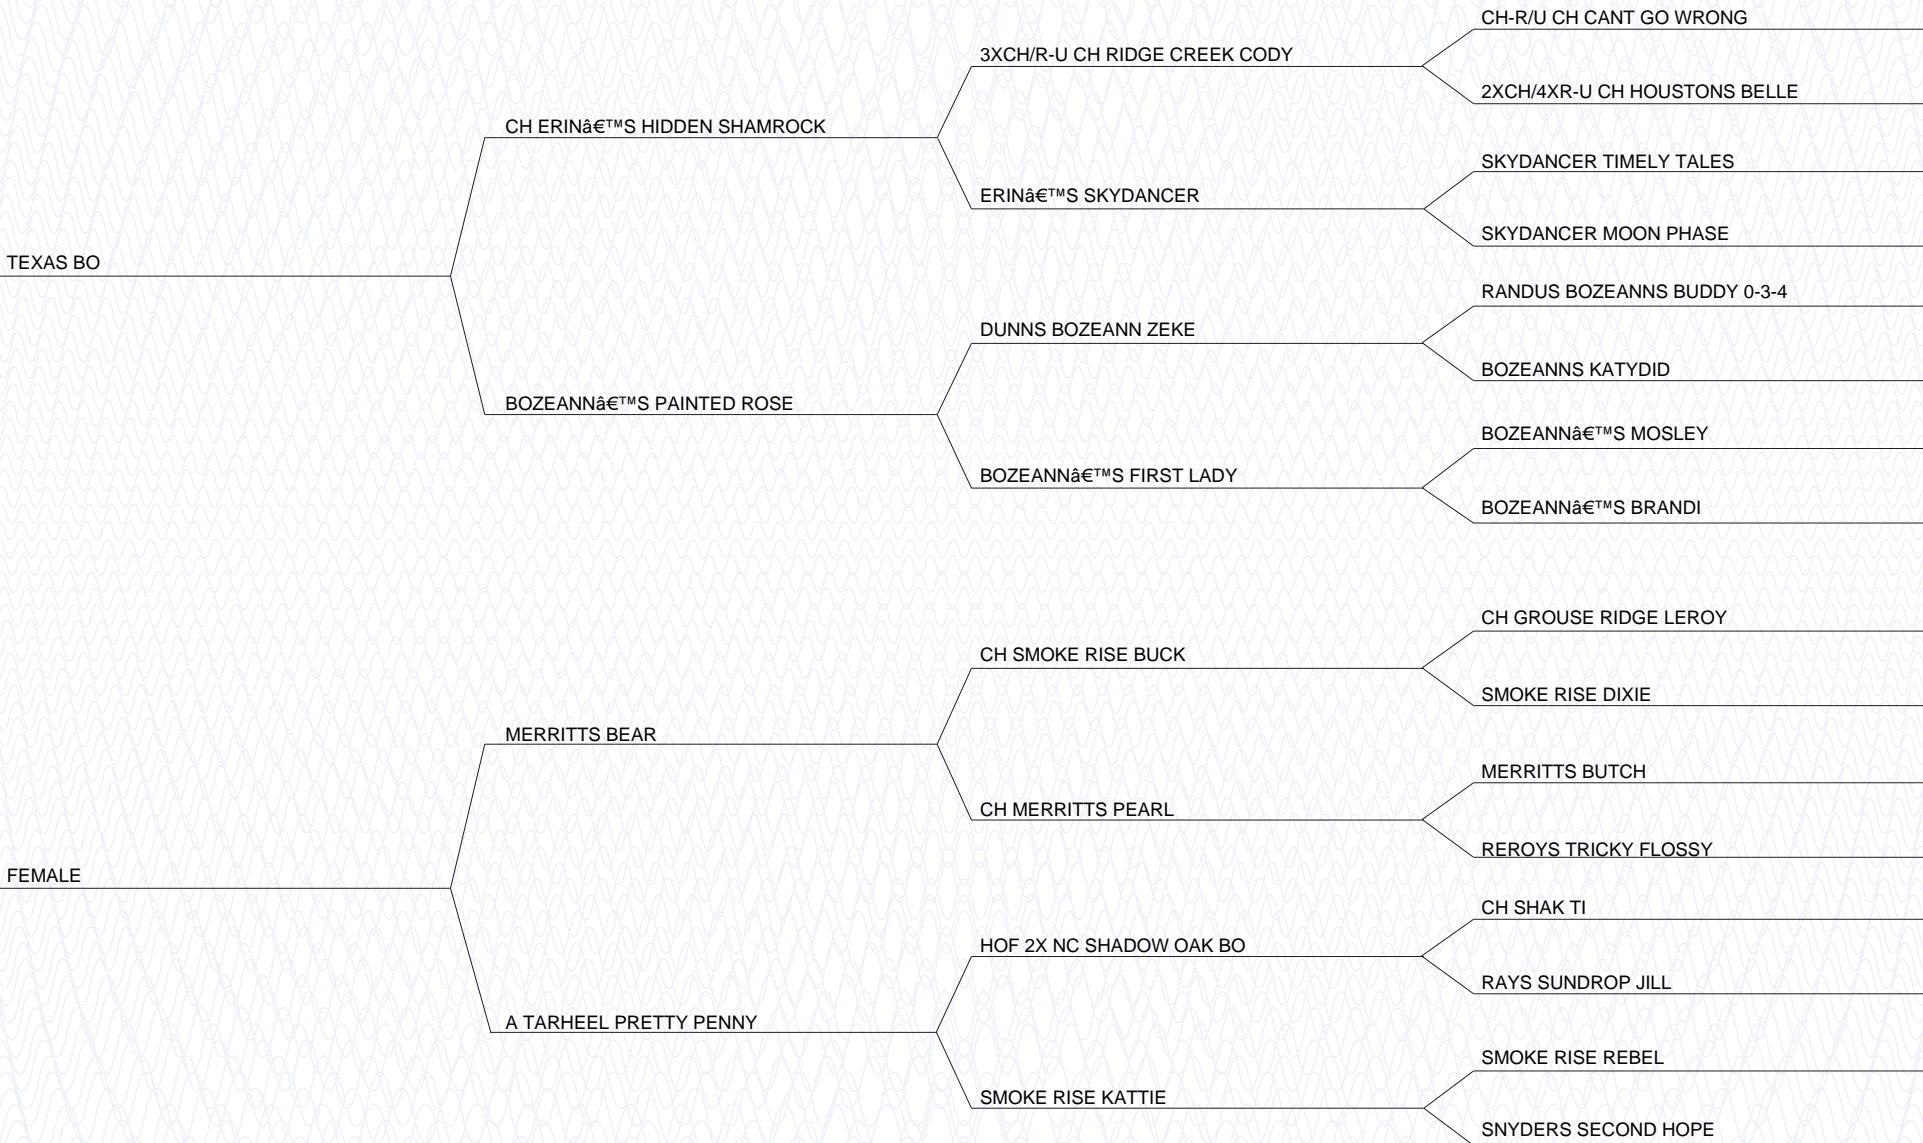 CH-R/U CH CANT GO WRONG
3XCH/R-U CH RIDGE CREEK CODY
2XCH/4XR-U CH HOUSTONS BELLE
CH ERINâ€™S HIDDEN SHAMROCK
SKYDANCER TIMELY TALES
ERINâ€™S SKYDANCER
SKYDANCER MOON PHASE
TEXAS BO
RANDUS BOZEANNS BUDDY 0-3-4
DUNNS BOZEANN ZEKE
BOZEANNS KATYDID
BOZEANNâ€™S PAINTED ROSE
BOZEANNâ€™S MOSLEY
BOZEANNâ€™S FIRST LADY
BOZEANNâ€™S BRANDI
CH GROUSE RIDGE LEROY
CH SMOKE RISE BUCK
SMOKE RISE DIXIE
MERRITTS BEAR
MERRITTS BUTCH
CH MERRITTS PEARL
REROYS TRICKY FLOSSY
FEMALE
CH SHAK TI
HOF 2X NC SHADOW OAK BO
RAYS SUNDROP JILL
A TARHEEL PRETTY PENNY
SMOKE RISE REBEL
SMOKE RISE KATTIE
SNYDERS SECOND HOPE